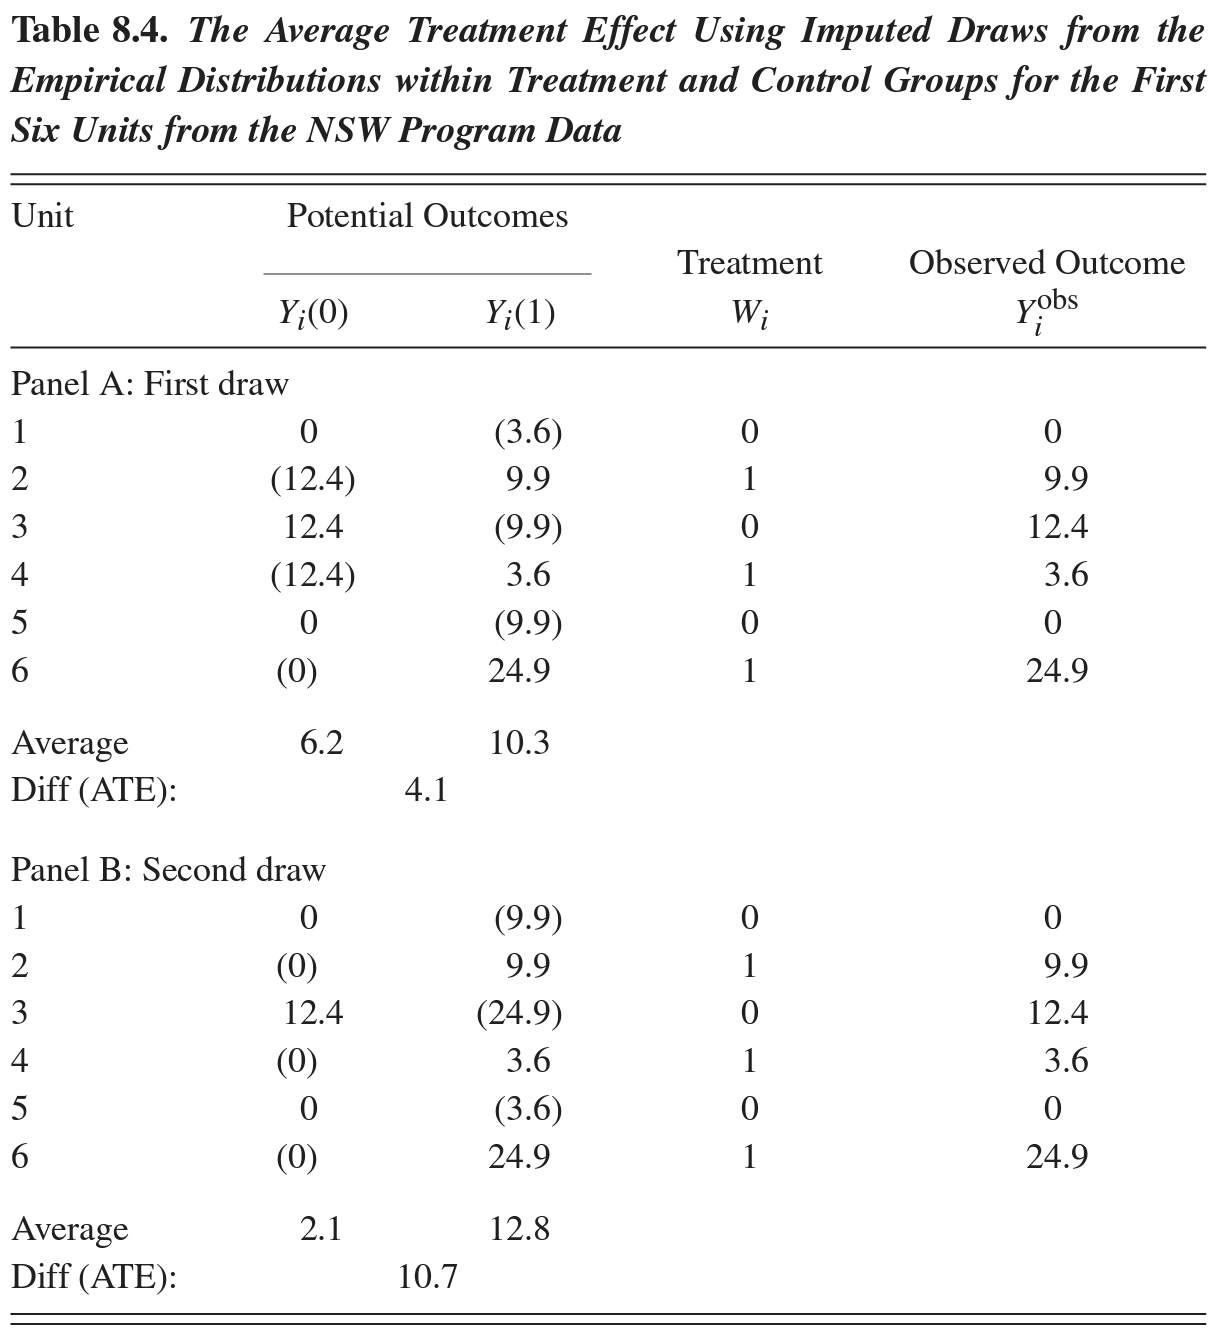 Table 8.4. The Average Treatment Effect Using Imputed Draws from the
Empirical Distributions within Treatment and Control Groups for the First
Six Units from the NSW Program Data
Unit Potential Outcomes
Treatment Observed Outcome
Yi(0) Yi(1) Wi Yi^obs
Panel A: First draw
1 0 (3.6) 0 0
2 (12.4) 9.9 1 9.9
3 12.4 (9.9) 0 12.4
4 (12.4) 3.6 1 3.6
5 0 (9.9) 0 0
6 (0) 24.9 1 24.9
Average 6.2 10.3
Diff (ATE): 4.1
Panel B: Second draw
1 0 (9.9) 0 0
2 (0) 9.9 1 9.9
3 12.4 (24.9) 0 12.4
4 (0) 3.6 1 3.6
5 0 (3.6) 0 0
6 (0) 24.9 1 24.9
Average 2.1 12.8
Diff (ATE): 10.7